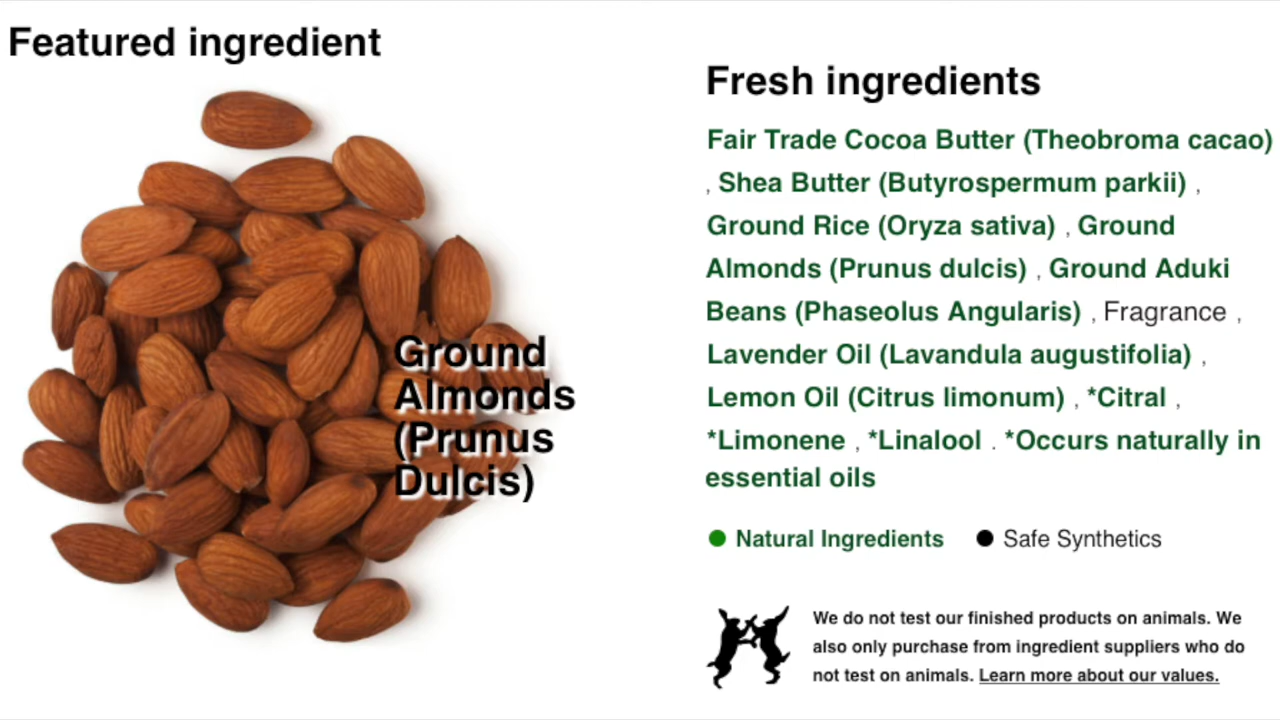 Featured ingredient
Ground
Almonds
(Prunus
Dulcis)
Fresh ingredients
Fair Trade Cocoa Butter (Theobroma cacao)
, Shea Butter (Butyrospermum parkii) ,
Ground Rice (Oryza sativa) , Ground
Almonds (Prunus dulcis) , Ground Aduki
Beans (Phaseolus Angularis) , Fragrance ,
Lavender Oil (Lavandula augustifolia) ,
Lemon Oil (Citrus limonum) , *Citral ,
*Limonene , *Linalool . *Occurs naturally in
essential oils
Natural Ingredients Safe Synthetics
We do not test our finished products on animals. We
also only purchase from ingredient suppliers who do
not test on animals. Learn more about our values.